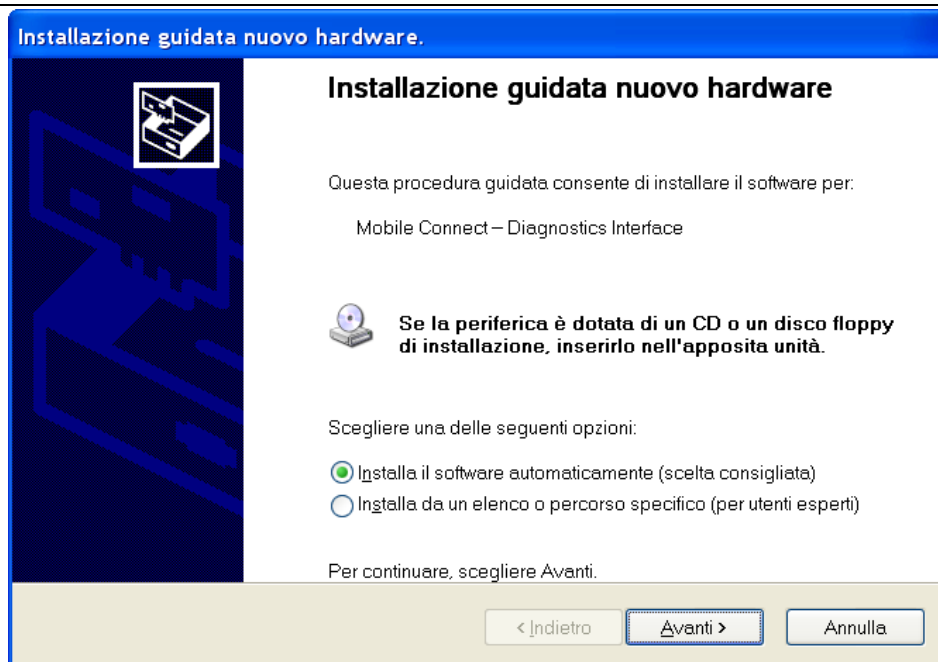 Installazione guidata nuovo hardware.
Installazione guidata nuovo hardware
Questa procedura guidata consente di installare il software per:
Mobile Connect – Diagnostics Interface
Se la periferica è dotata di un CD o un disco floppy
di installazione, inserirlo nell'apposita unità.
Scegliere una delle seguenti opzioni:
Installa il software automaticamente (scelta consigliata)
Installa da un elenco o percorso specifico (per utenti esperti)
Per continuare, scegliere Avanti.
< Indietro
Avanti >
Annulla